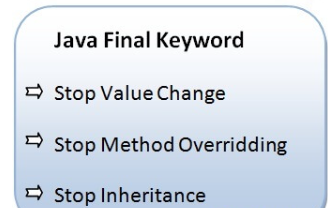 Java Final Keyword
⇨ Stop Value Change
⇨ Stop Method Overridding
⇨ Stop Inheritance